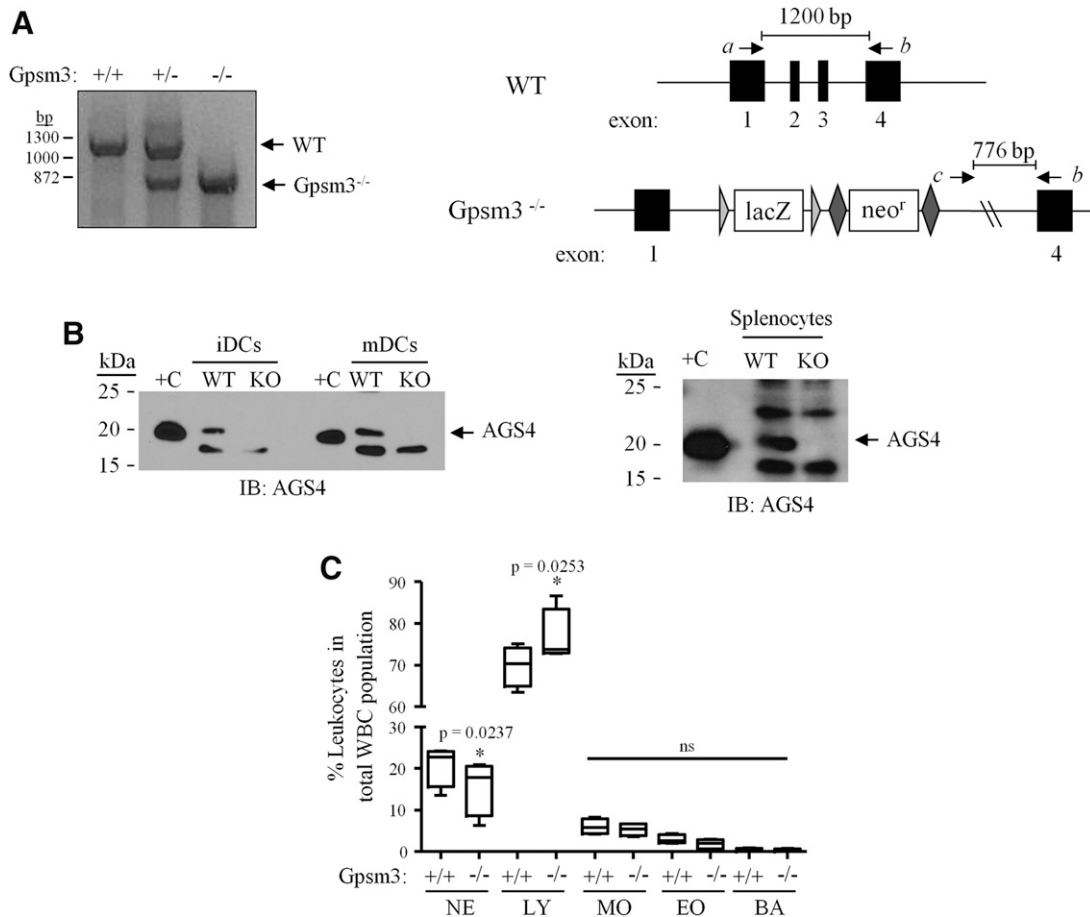 A
Gpsm3: +/+ +/- -/-
bp
1300
1000
872
WT
Gpsm3-/-
1200 bp
a b
WT
exon: 1 2 3 4
776 bp
c b
Gpsm3 -/-
lacZ neoʳ
exon: 1 4
B
iDCs mDCs
kDa +C WT KO +C WT KO
25 -
20 -
15 -
AGS4
IB: AGS4
Splenocytes
kDa +C WT KO
25 -
20 -
15 -
AGS4
IB: AGS4
C
% Leukocytes in
total WBC population
90
80
70
60
30
20
10
0
p = 0.0253
*
p = 0.0237
*
ns
Gpsm3: +/+ -/- +/+ -/- +/+ -/- +/+ -/- +/+ -/-
NE LY MO EO BA